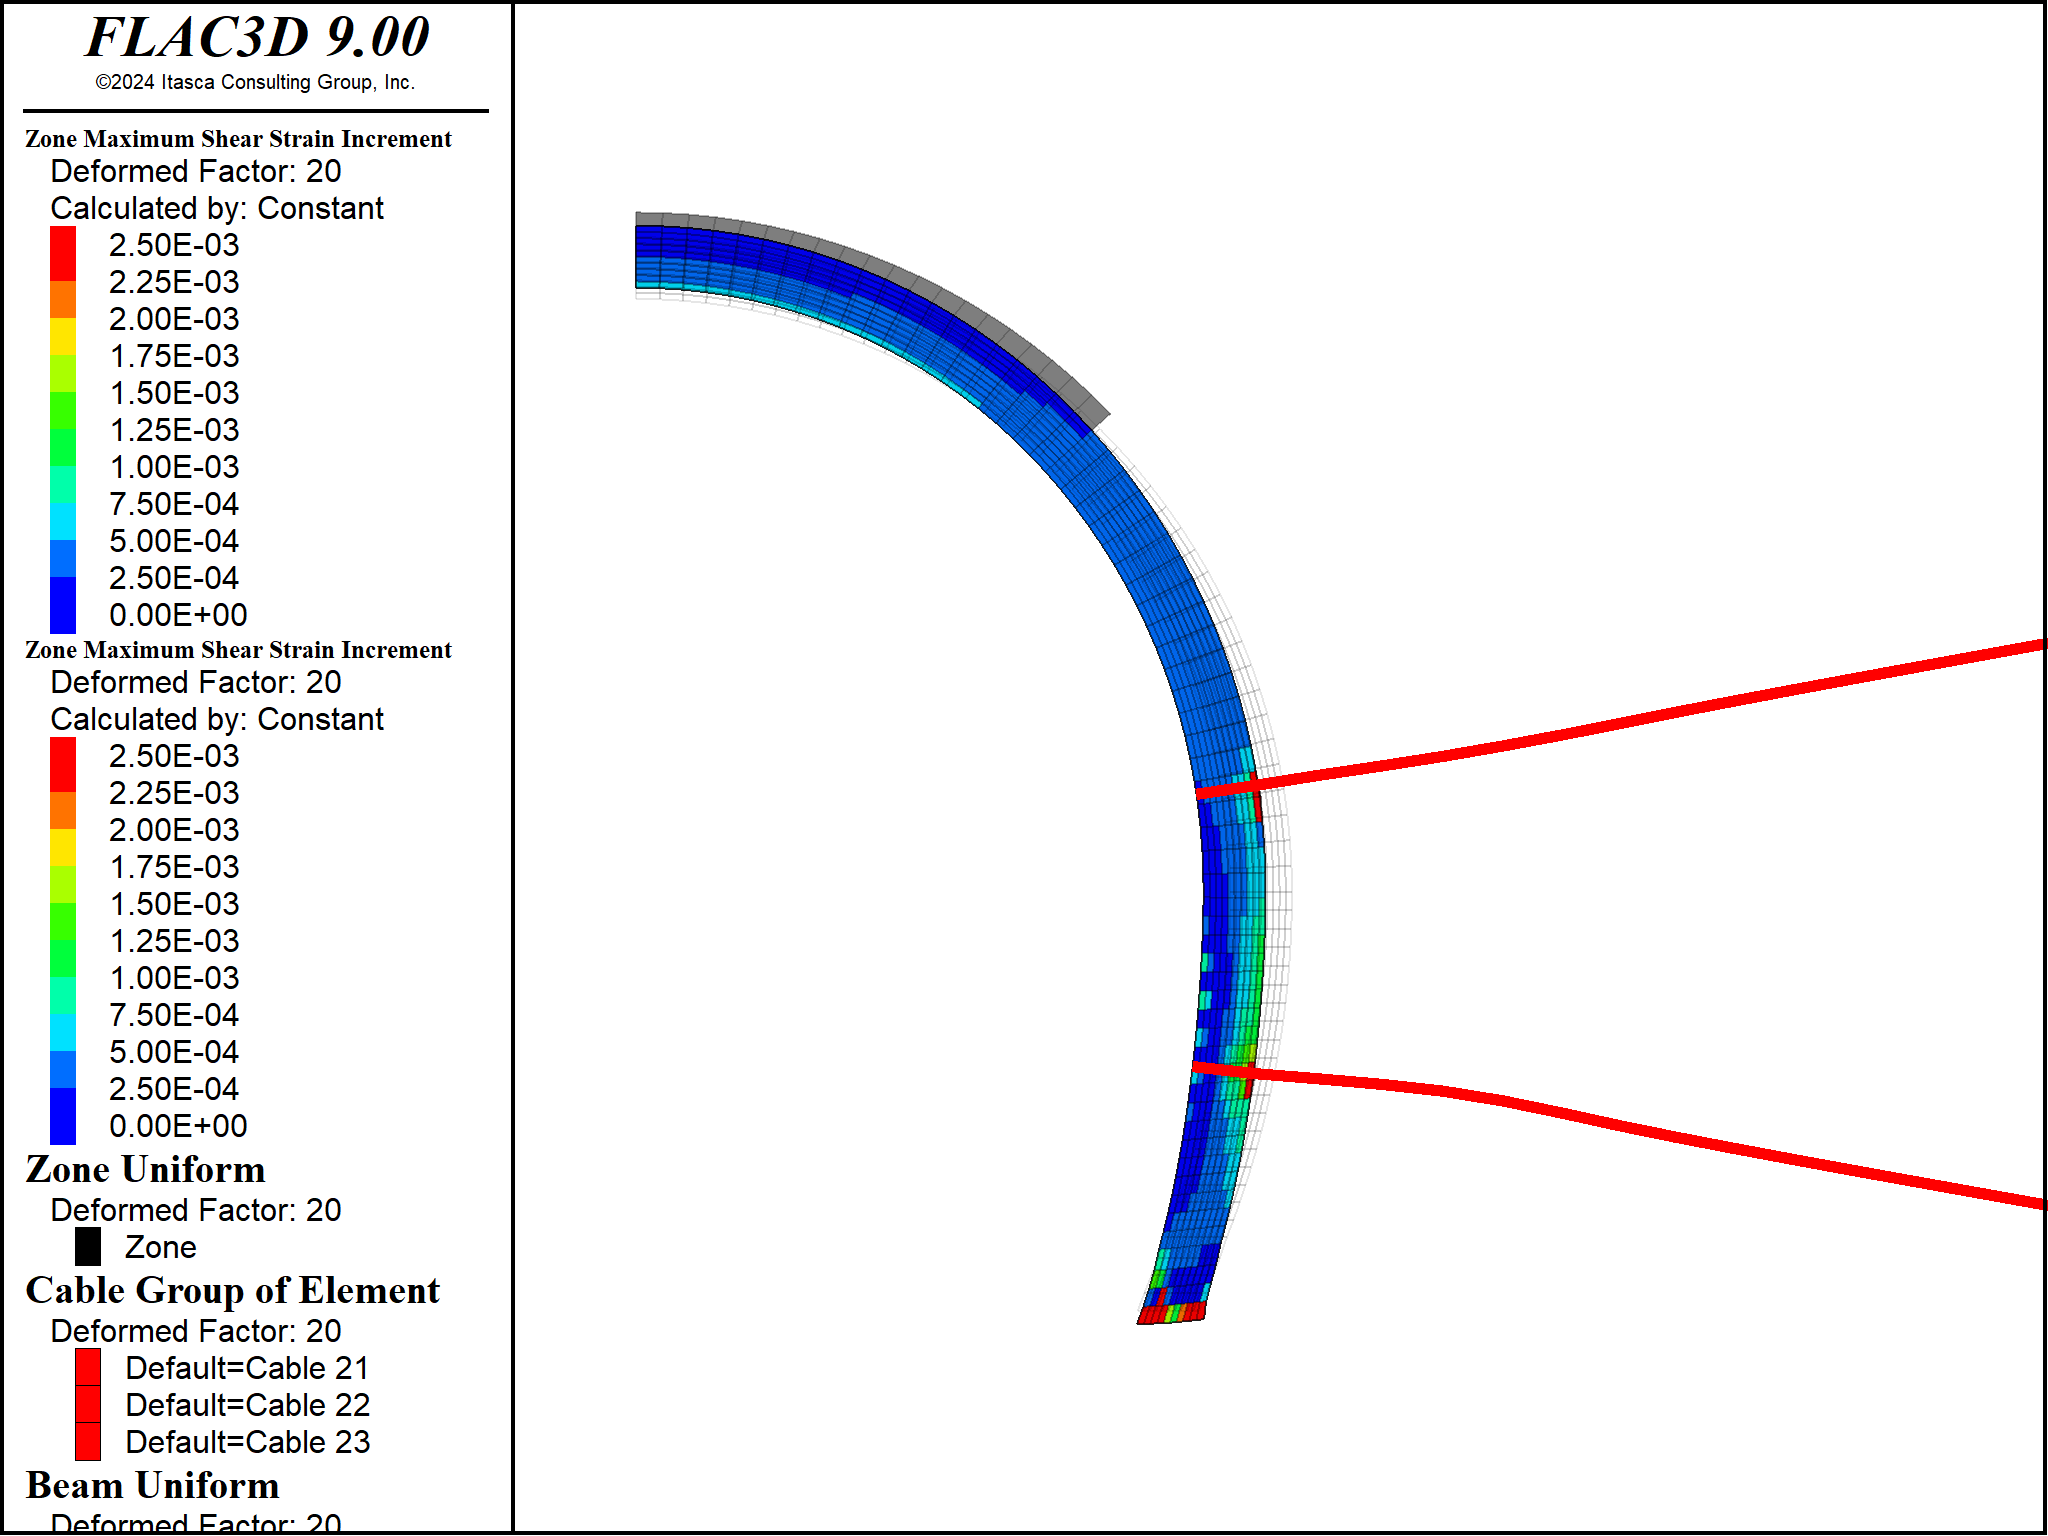 FLAC3D 9.00
©2024 Itasca Consulting Group, Inc.
Zone Maximum Shear Strain Increment
Deformed Factor: 20
Calculated by: Constant
2.50E-03
2.25E-03
2.00E-03
1.75E-03
1.50E-03
1.25E-03
1.00E-03
7.50E-04
5.00E-04
2.50E-04
0.00E+00
Zone Maximum Shear Strain Increment
Deformed Factor: 20
Calculated by: Constant
2.50E-03
2.25E-03
2.00E-03
1.75E-03
1.50E-03
1.25E-03
1.00E-03
7.50E-04
5.00E-04
2.50E-04
0.00E+00
Zone Uniform
Deformed Factor: 20
Zone
Cable Group of Element
Deformed Factor: 20
Default=Cable 21
Default=Cable 22
Default=Cable 23
Beam Uniform
Deformed Factor: 20